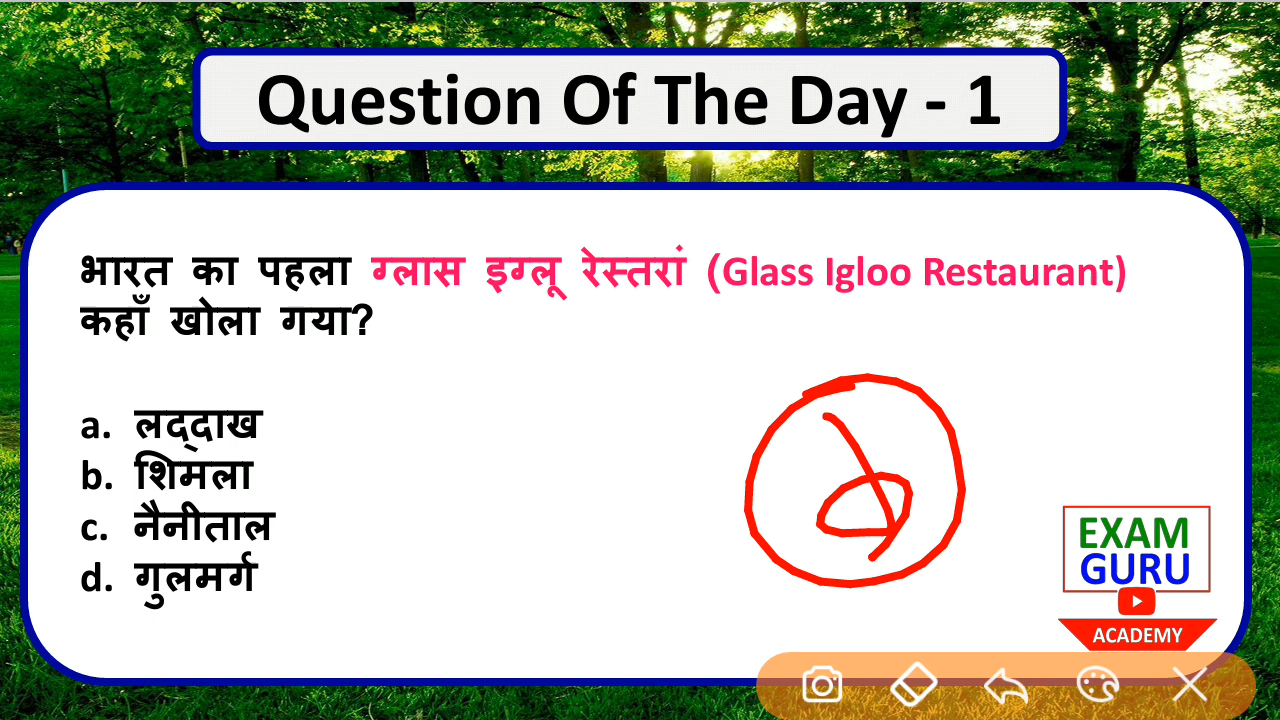 Question Of The Day - 1
भारत का पहला ग्लास इग्लू रेस्तरां (Glass Igloo Restaurant)
कहाँ खोला गया?
a. लद्दाख
b. शिमला
c. नैनीताल
d. गुलमर्ग
EXAM
GURU
ACADEMY